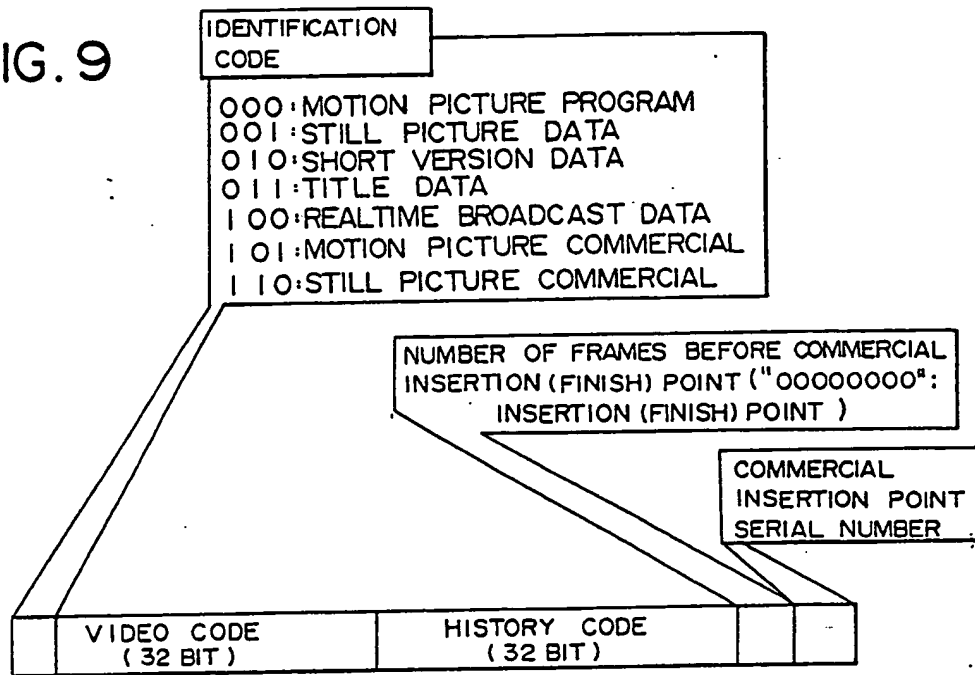 IG. 9
IDENTIFICATION
CODE
000:MOTION PICTURE PROGRAM
001:STILL PICTURE DATA
010:SHORT VERSION DATA
011:TITLE DATA
100:REALTIME BROADCAST DATA
101:MOTION PICTURE COMMERCIAL
110:STILL PICTURE COMMERCIAL
NUMBER OF FRAMES BEFORE COMMERCIAL
INSERTION (FINISH) POINT ("00000000":
INSERTION (FINISH) POINT )
COMMERCIAL
INSERTION POINT
SERIAL NUMBER
VIDEO CODE
(32 BIT)
HISTORY CODE
(32 BIT)